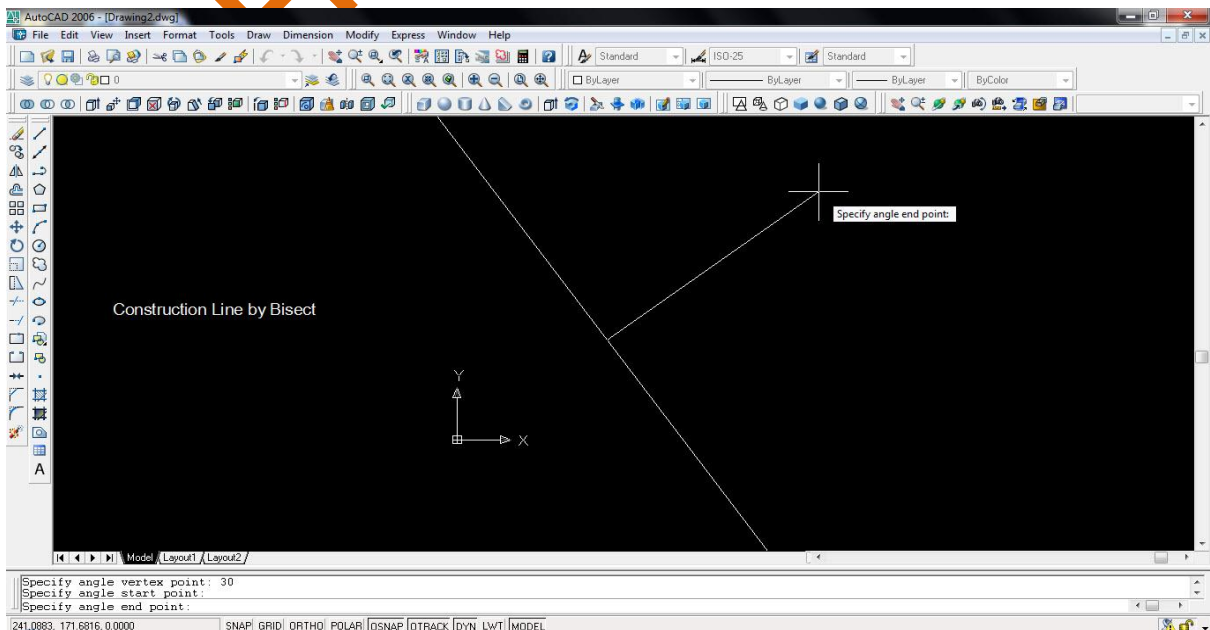 AutoCAD 2006 - [Drawing2.dwg]
File Edit View Insert Format Tools Draw Dimension Modify Express Window Help
Standard ISO-25 Standard
0 ByLayer ByLayer ByLayer ByColor
Specify angle end point:
Construction Line by Bisect
Y
X
A
Model Layout1 Layout2
Specify angle vertex point: 30
Specify angle start point:
Specify angle end point:
241.0883, 171.6816, 0.0000 SNAP GRID ORTHO POLAR OSNAP OTRACK DYN LWT MODEL